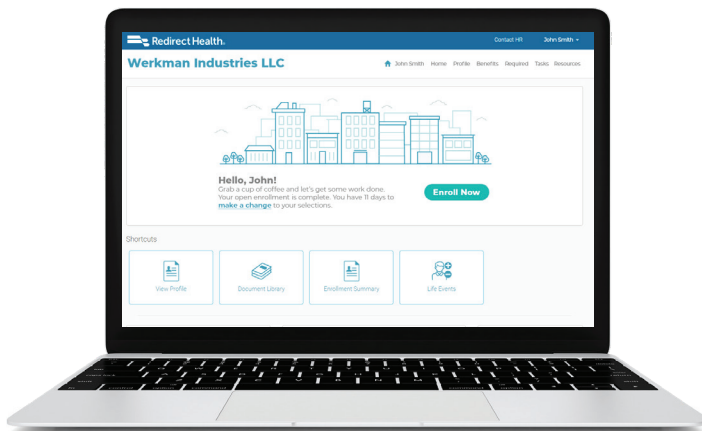 Redirect Health.
Contact HR
John Smith
Werkman Industries LLC
John Smith Home Profile Benefits Required Tasks Resources
Hello, John!
Grab a cup of coffee and let's get some work done.
Your open enrollment is complete. You have 11 days to
make a change to your selections.
Enroll Now
Shortcuts
View Profile
Document Library
Enrollment Summary
Life Events